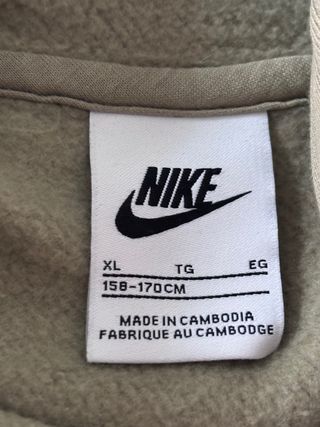 NIKE
XL TG EG
158-170CM
MADE IN CAMBODIA
FABRIQUE AU CAMBODGE